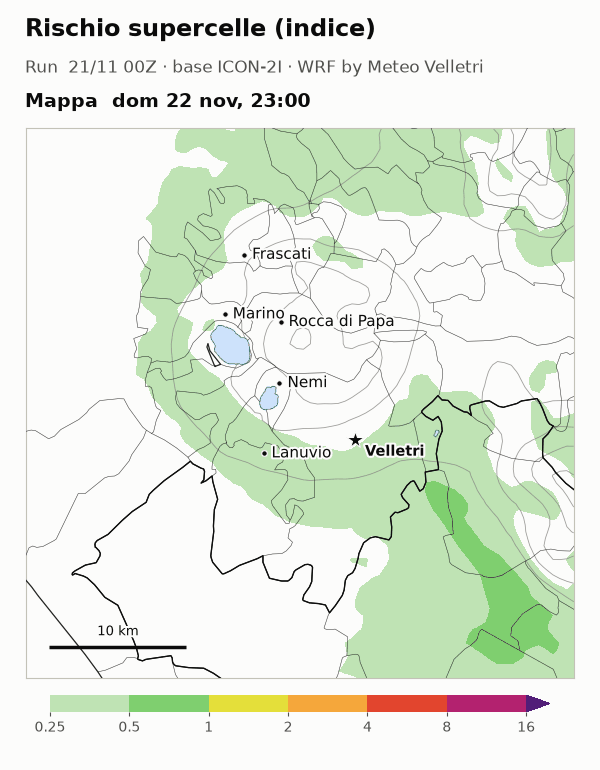 Rischio supercelle (indice)
Run  21/11 00Z · base ICON-2I · WRF by Meteo Velletri
Mappa  dom 22 nov, 23:00
Frascati
Marino
Rocca di Papa
Nemi
Velletri
Lanuvio
10 km
0.25 0.5 1 2 4 8 16